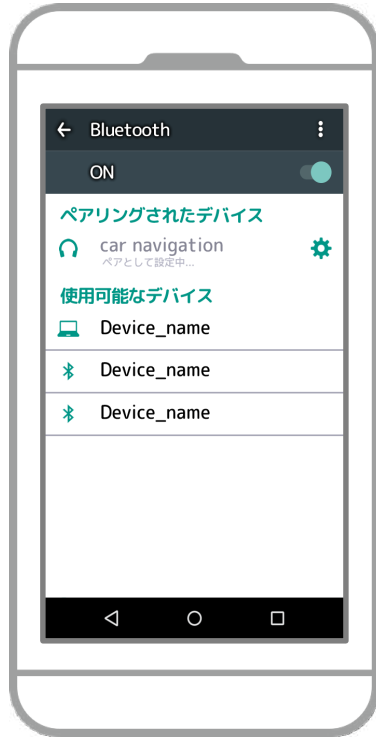 Bluetooth
ON
ペアリングされたデバイス
car navigation
ペアとして設定中...
使用可能なデバイス
Device_name
Device_name
Device_name